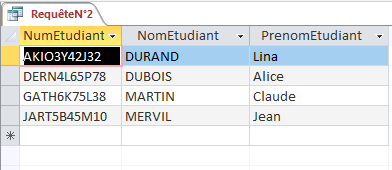 RequêteN°2
NumEtudiant NomEtudiant PrenomEtudiant
AKIO3Y42J32 DURAND Lina
DERN4L65P78 DUBOIS Alice
GATH6K75L38 MARTIN Claude
JART5B45M10 MERVIL Jean